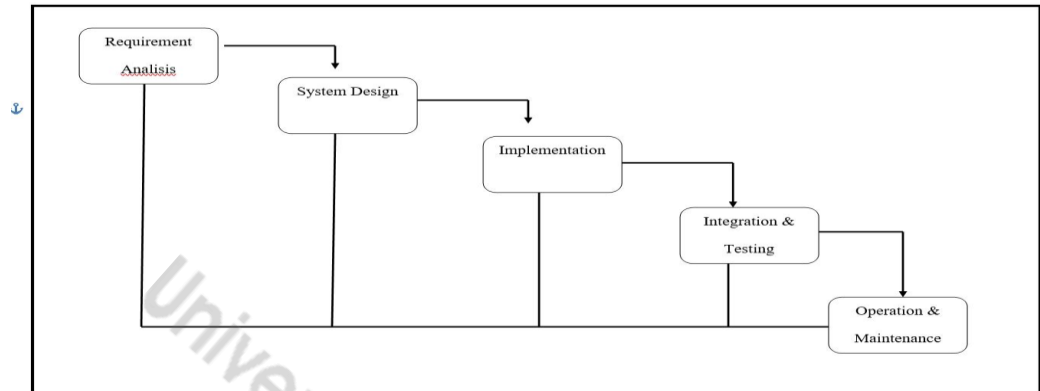 Requirement
Analisis
System Design
Implementation
Integration &
Testing
Operation &
Maintenance